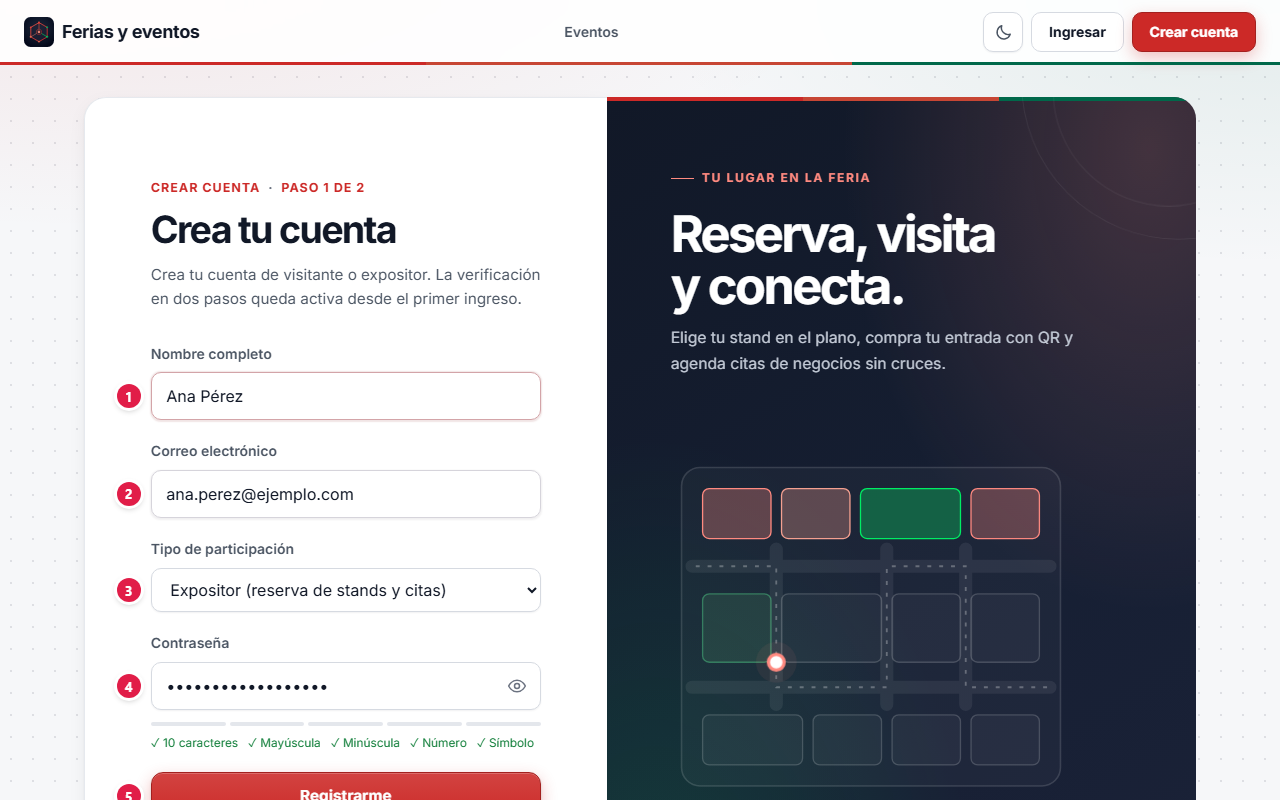 Ferias y eventos
Eventos
Ingresar
Crear cuenta
CREAR CUENTA · PASO 1 DE 2
Crea tu cuenta
Crea tu cuenta de visitante o expositor. La verificación
en dos pasos queda activa desde el primer ingreso.
Nombre completo
1 Ana Pérez
Correo electrónico
2 ana.perez@ejemplo.com
Tipo de participación
3 Expositor (reserva de stands y citas)
Contraseña
4 ••••••••••••••••••
✓ 10 caracteres ✓ Mayúscula ✓ Minúscula ✓ Número ✓ Símbolo
5 Registrarme
TU LUGAR EN LA FERIA
Reserva, visita
y conecta.
Elige tu stand en el plano, compra tu entrada con QR y
agenda citas de negocios sin cruces.